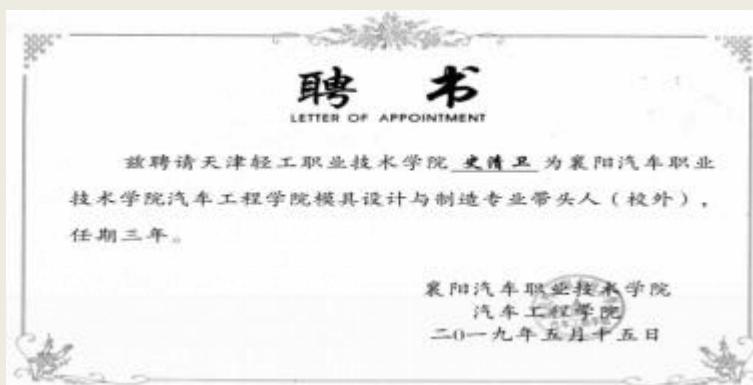 聘 书
LETTER OF APPOINTMENT
兹聘请天津轻工职业技术学院 史清卫 为襄阳汽车职业
技术学院汽车工程学院模具设计与制造专业带头人（校外），
任期三年。
襄阳汽车职业技术学院
汽车工程学院
二〇一九年五月十五日